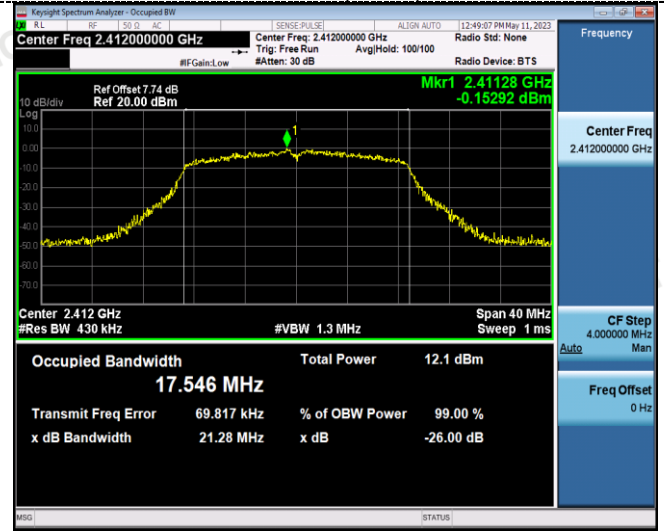 Keysight Spectrum Analyzer - Occupied BW
RL RF 50 Ω AC SENSE:PULSE ALIGN AUTO 12:49:07 PM May 11, 2023
Center Freq 2.412000000 GHz
Center Freq: 2.412000000 GHz
Radio Std: None
Trig: Free Run Avg|Hold: 100/100
#IFGain:Low
#Atten: 30 dB
Radio Device: BTS
Frequency
Ref Offset 7.74 dB
Mkr1 2.41128 GHz
10 dB/div Ref 20.00 dBm -0.15292 dBm
Log
10.0
0.00
-10.0
-20.0
-30.0
-40.0
-50.0
-60.0
-70.0
1
Center 2.412 GHz Span 40 MHz
#Res BW 430 kHz #VBW 1.3 MHz Sweep 1 ms
Occupied Bandwidth Total Power 12.1 dBm
17.546 MHz
Transmit Freq Error 69.817 kHz % of OBW Power 99.00 %
x dB Bandwidth 21.28 MHz x dB -26.00 dB
Center Freq
2.412000000 GHz
CF Step
4.000000 MHz
Auto Man
Freq Offset
0 Hz
MSG STATUS